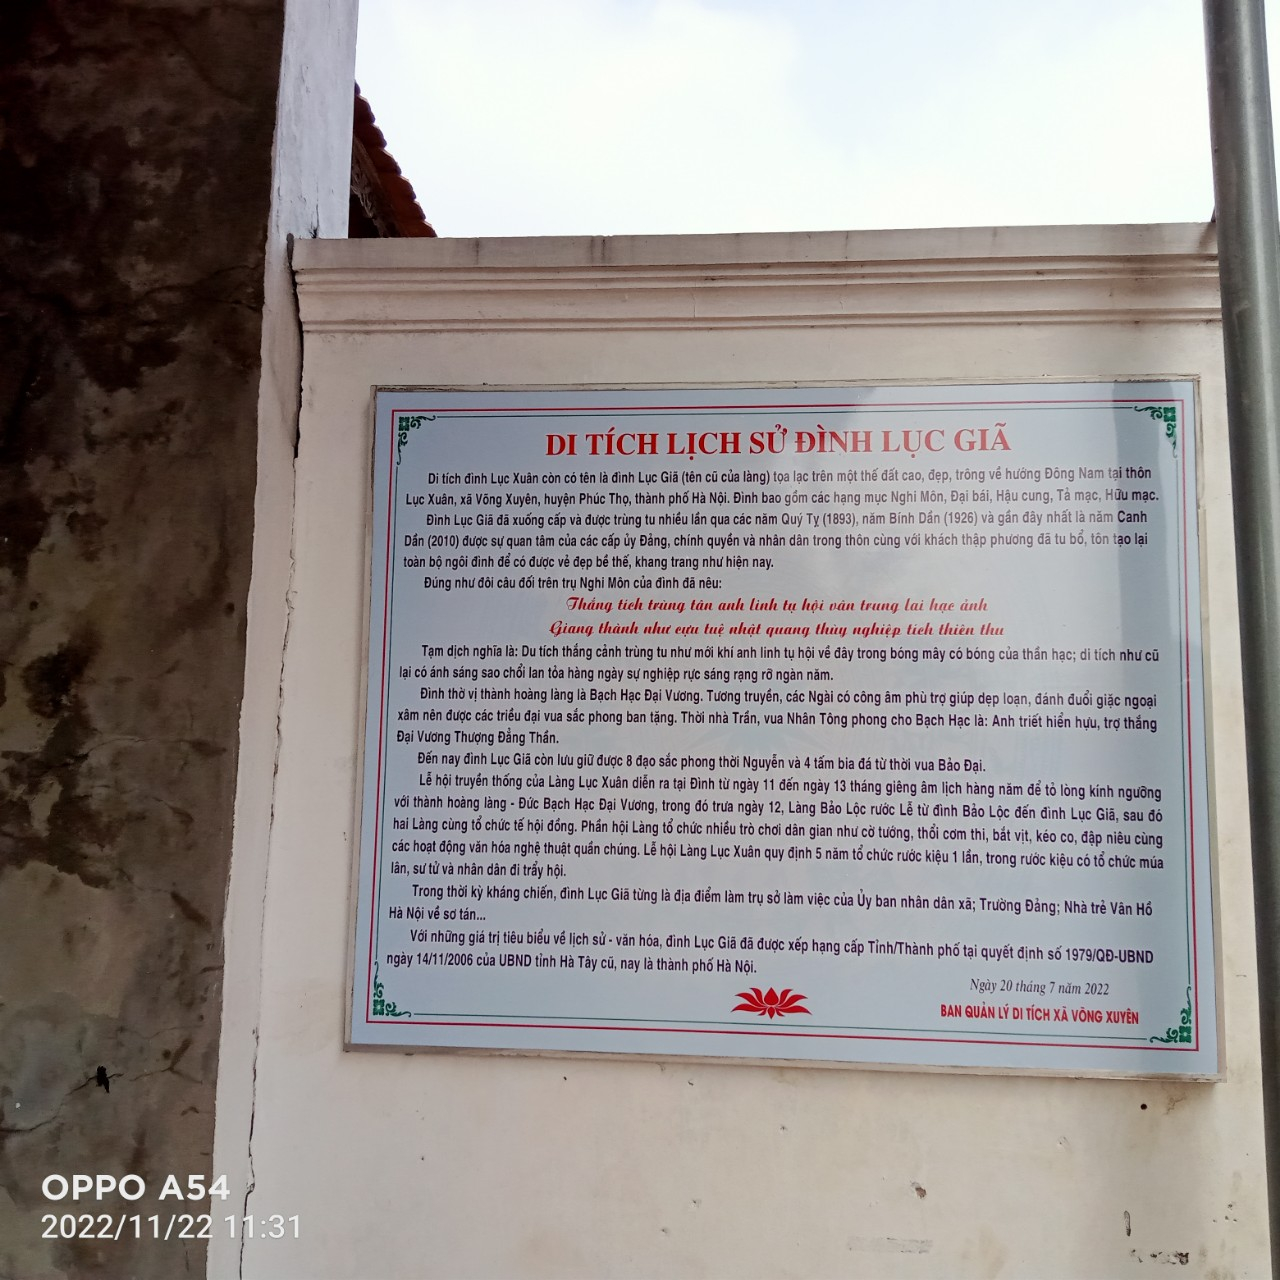 DI TÍCH LỊCH SỬ ĐÌNH LỤC GIÃ
Di tích đình Lục Xuân còn có tên là đình Lục Giã (tên cũ của làng) tọa lạc trên một thế đất cao, đẹp, trông về hướng Đông Nam tại thôn
Lục Xuân, xã Võng Xuyên, huyện Phúc Thọ, thành phố Hà Nội. Đình bao gồm các hạng mục Nghi Môn, Đại bái, Hậu cung, Tả mạc, Hữu mạc.
Đình Lục Giã đã xuống cấp và được trùng tu nhiều lần qua các năm Quý Tỵ (1893), năm Bính Dần (1926) và gần đây nhất là năm Canh
Dần (2010) được sự quan tâm của các cấp ủy Đảng, chính quyền và nhân dân trong thôn cùng với khách thập phương đã tu bổ, tôn tạo lại
toàn bộ ngôi đình để có được vẻ đẹp bề thế, khang trang như hiện nay.
Đúng như đôi câu đối trên trụ Nghi Môn của đình đã nêu:
Thắng tích trùng tân anh linh tụ hội vân trung lai hạc ảnh
Giang thành như cựu tuệ nhật quang thùy nghiệp tích thiên thu
Tạm dịch nghĩa là: Du tích thắng cảnh trùng tu như mới khí anh linh tụ hội về đây trong bóng mây có bóng của thần hạc; di tích như cũ
lại có ánh sáng sao chổi lan tỏa hàng ngày sự nghiệp rực sáng rạng rỡ ngàn năm.
Đình thờ vị thành hoàng làng là Bạch Hạc Đại Vương. Tương truyền, các Ngài có công âm phù trợ giúp dẹp loạn, đánh đuổi giặc ngoại
xâm nên được các triều đại vua sắc phong ban tặng. Thời nhà Trần, vua Nhân Tông phong cho Bạch Hạc là: Anh triết hiển hựu, trợ thắng
Đại Vương Thượng Đẳng Thần.
Đến nay đình Lục Giã còn lưu giữ được 8 đạo sắc phong thời Nguyễn và 4 tấm bia đá từ thời vua Bảo Đại.
Lễ hội truyền thống của Làng Lục Xuân diễn ra tại Đình từ ngày 11 đến ngày 13 tháng giêng âm lịch hàng năm để tỏ lòng kính ngưỡng
với thành hoàng làng - Đức Bạch Hạc Đại Vương, trong đó trưa ngày 12, Làng Bảo Lộc rước Lễ từ đình Bảo Lộc đến đình Lục Giã, sau đó
hai Làng cùng tổ chức tế hội đồng. Phần hội Làng tổ chức nhiều trò chơi dân gian như cờ tướng, thổi cơm thi, bắt vịt, kéo co, đập niêu cùng
các hoạt động văn hóa nghệ thuật quần chúng. Lễ hội Làng Lục Xuân quy định 5 năm tổ chức rước kiệu 1 lần, trong rước kiệu có tổ chức múa
lân, sư tử và nhân dân đi trẩy hội.
Trong thời kỳ kháng chiến, đình Lục Giã từng là địa điểm làm trụ sở làm việc của Ủy ban nhân dân xã; Trường Đảng; Nhà trẻ Vân Hồ
Hà Nội về sơ tán...
Với những giá trị tiêu biểu về lịch sử - văn hóa, đình Lục Giã đã được xếp hạng cấp Tỉnh/Thành phố tại quyết định số 1979/QĐ-UBND
ngày 14/11/2006 của UBND tỉnh Hà Tây cũ, nay là thành phố Hà Nội.
Ngày 20 tháng 7 năm 2022
BAN QUẢN LÝ DI TÍCH XÃ VÕNG XUYÊN
OPPO A54
2022/11/22 11:31